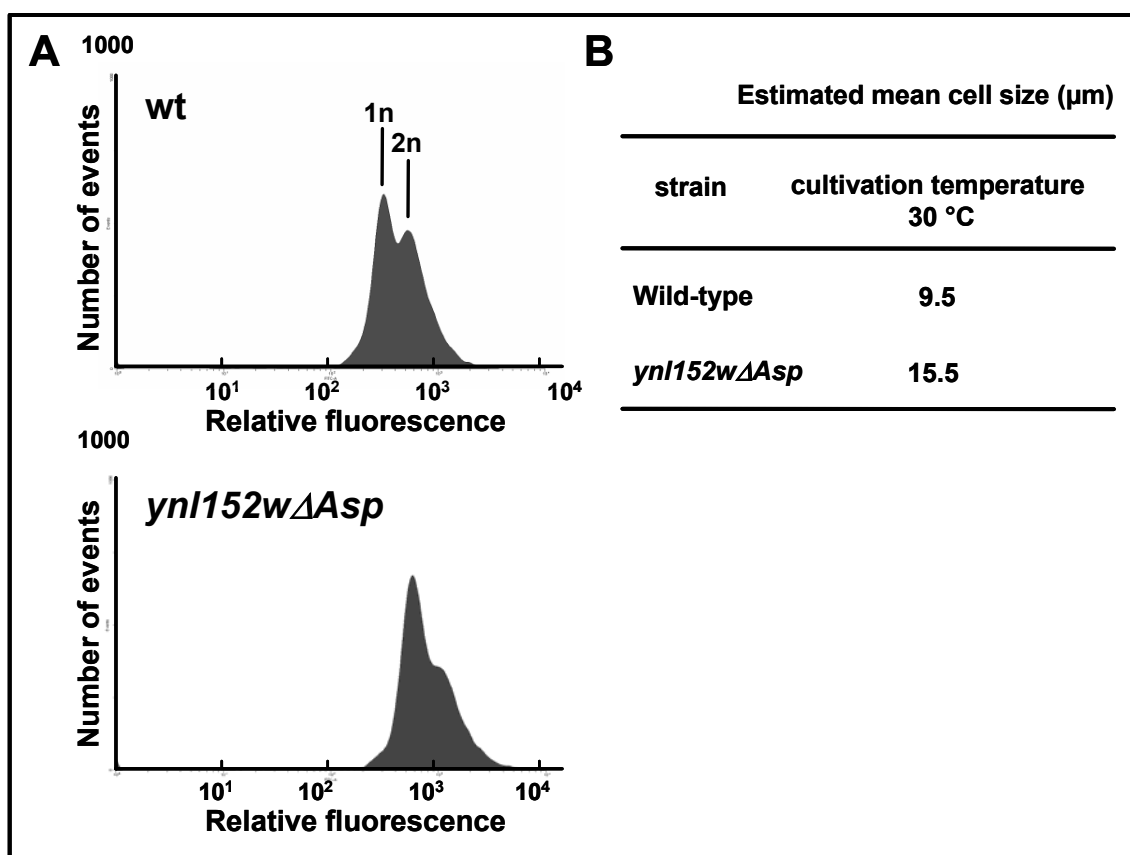 A
1000
wt
1n
2n
Number of events
10¹ 10² 10³ 10⁴
Relative fluorescence
1000
ynl152wΔAsp
Number of events
10¹ 10² 10³ 10⁴
Relative fluorescence
B
Estimated mean cell size (µm)
strain cultivation temperature
30 °C
Wild-type 9.5
ynl152wΔAsp 15.5